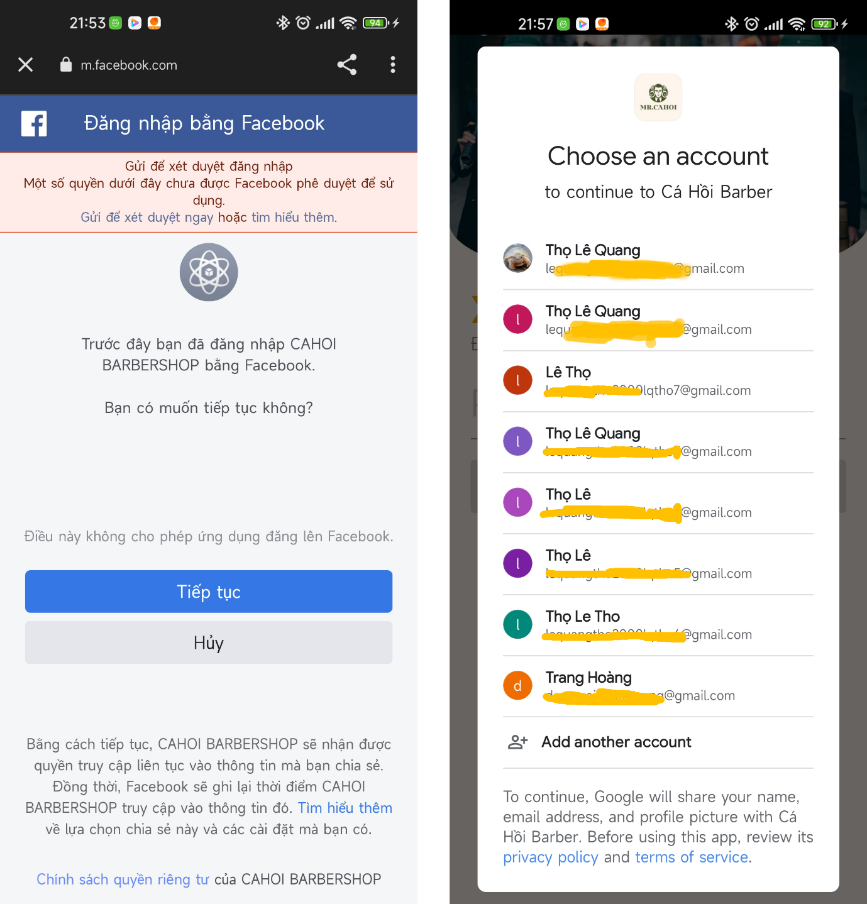 21:53
94
m.facebook.com
Đăng nhập bằng Facebook
Gửi để xét duyệt đăng nhập
Một số quyền dưới đây chưa được Facebook phê duyệt để sử
dụng.
Gửi để xét duyệt ngay hoặc tìm hiểu thêm.
Trước đây bạn đã đăng nhập CAHOI
BARBERSHOP bằng Facebook.
Bạn có muốn tiếp tục không?
Điều này không cho phép ứng dụng đăng lên Facebook.
Tiếp tục
Hủy
Bằng cách tiếp tục, CAHOI BARBERSHOP sẽ nhận được
quyền truy cập liên tục vào thông tin mà bạn chia sẻ.
Đồng thời, Facebook sẽ ghi lại thời điểm CAHOI
BARBERSHOP truy cập vào thông tin đó. Tìm hiểu thêm
về lựa chọn chia sẻ này và các cài đặt mà bạn có.
Chính sách quyền riêng tư của CAHOI BARBERSHOP
21:57
92
MR.CAHOI
Choose an account
to continue to Cá Hồi Barber
Thọ Lê Quang
@gmail.com
l
Thọ Lê Quang
@gmail.com
l
Lê Thọ
lqtho7@gmail.com
l
Thọ Lê Quang
@gmail.com
l
Thọ Lê
@gmail.com
l
Thọ Lê
@gmail.com
l
Thọ Le Tho
@gmail.com
d
Trang Hoàng
@gmail.com
Add another account
To continue, Google will share your name,
email address, and profile picture with Cá
Hồi Barber. Before using this app, review its
privacy policy and terms of service.